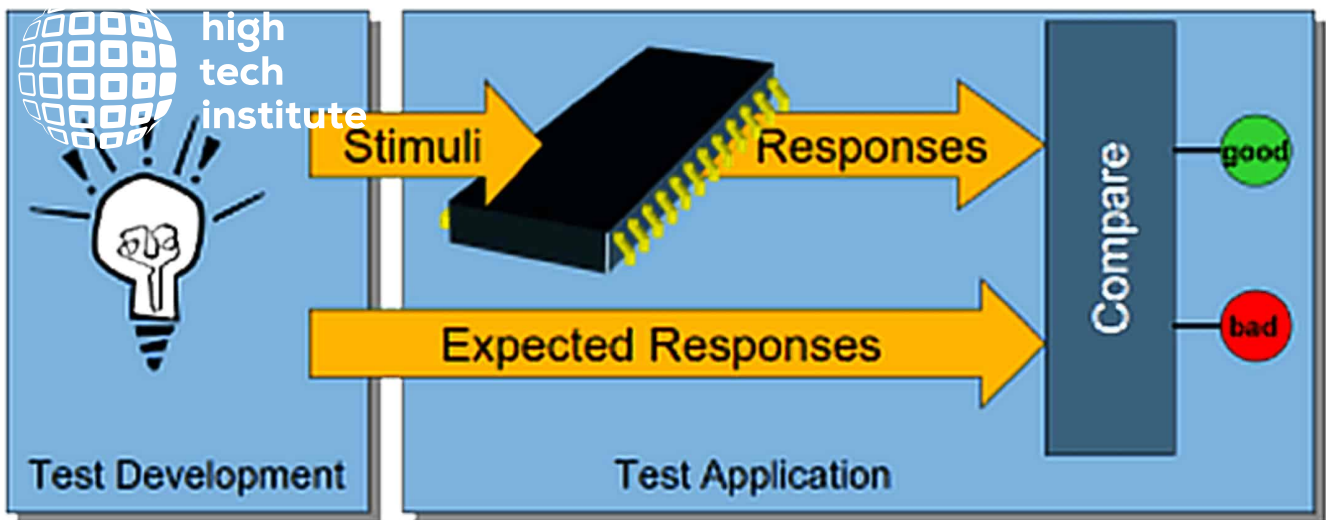 high
tech
institute
Stimuli
Responses
good
Compare
Expected Responses
bad
Test Development
Test Application